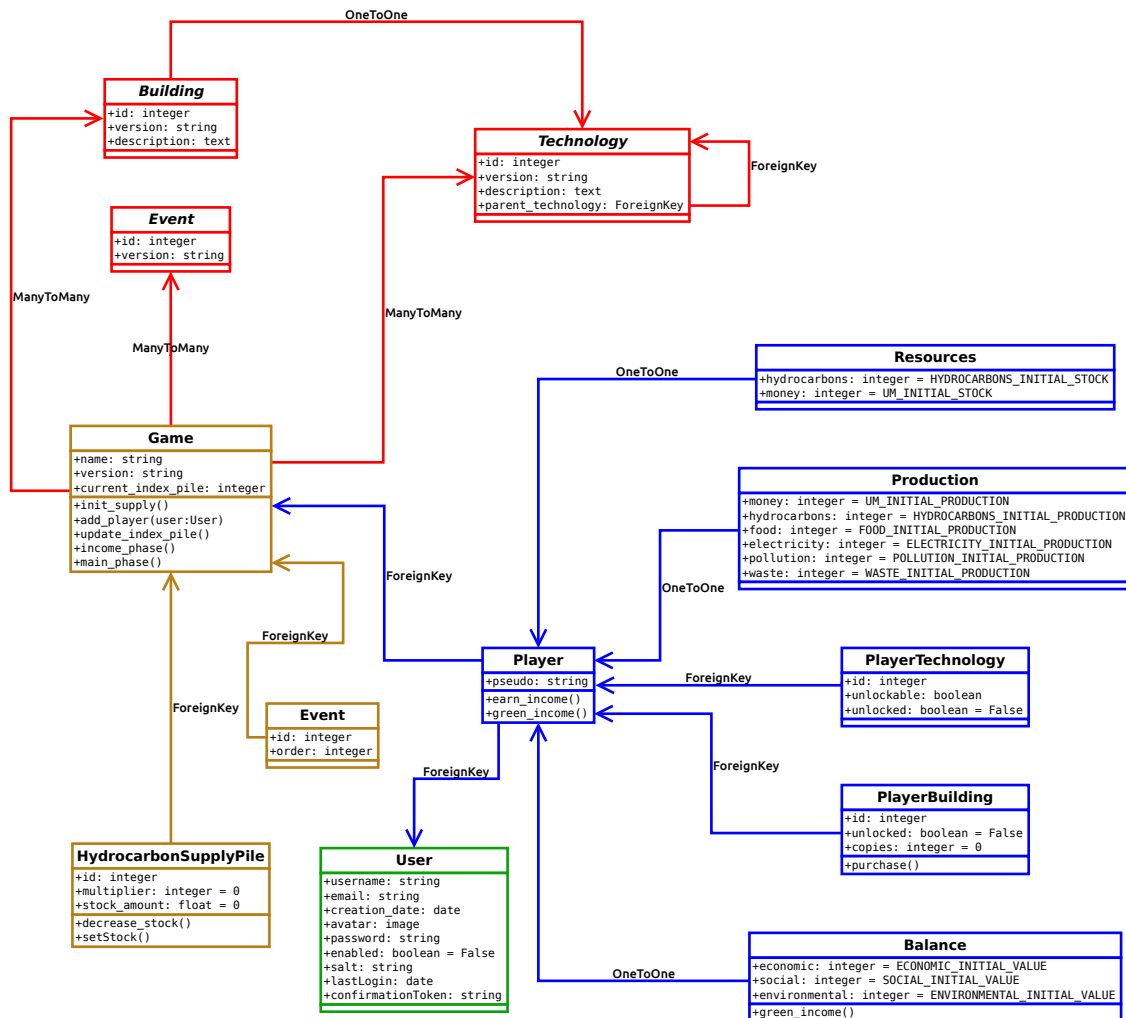 OneToOne
Building
+id: integer
+version: string
+description: text
Technology
+id: integer
+version: string
+description: text
+parent_technology: ForeignKey
ForeignKey
Event
+id: integer
+version: string
ManyToMany
ManyToMany
ManyToMany
Resources
+hydrocarbons: integer = HYDROCARBONS_INITIAL_STOCK
+money: integer = UM_INITIAL_STOCK
OneToOne
Game
+name: string
+version: string
+current_index_pile: integer
+init_supply()
+add_player(user:User)
+update_index_pile()
+income_phase()
+main_phase()
Production
+money: integer = UM_INITIAL_PRODUCTION
+hydrocarbons: integer = HYDROCARBONS_INITIAL_PRODUCTION
+food: integer = FOOD_INITIAL_PRODUCTION
+electricity: integer = ELECTRICITY_INITIAL_PRODUCTION
+pollution: integer = POLLUTION_INITIAL_PRODUCTION
+waste: integer = WASTE_INITIAL_PRODUCTION
ForeignKey
OneToOne
ForeignKey
Player
+pseudo: string
+earn_income()
+green_income()
ForeignKey
PlayerTechnology
+id: integer
+unlockable: boolean
+unlocked: boolean = False
ForeignKey
Event
+id: integer
+order: integer
ForeignKey
ForeignKey
PlayerBuilding
+id: integer
+unlocked: boolean = False
+copies: integer = 0
+purchase()
HydrocarbonSupplyPile
+id: integer
+multiplier: integer = 0
+stock_amount: float = 0
+decrease_stock()
+setStock()
User
+username: string
+email: string
+creation_date: date
+avatar: image
+password: string
+enabled: boolean = False
+salt: string
+lastLogin: date
+confirmationToken: string
OneToOne
Balance
+economic: integer = ECONOMIC_INITIAL_VALUE
+social: integer = SOCIAL_INITIAL_VALUE
+environmental: integer = ENVIRONMENTAL_INITIAL_VALUE
+green_income()